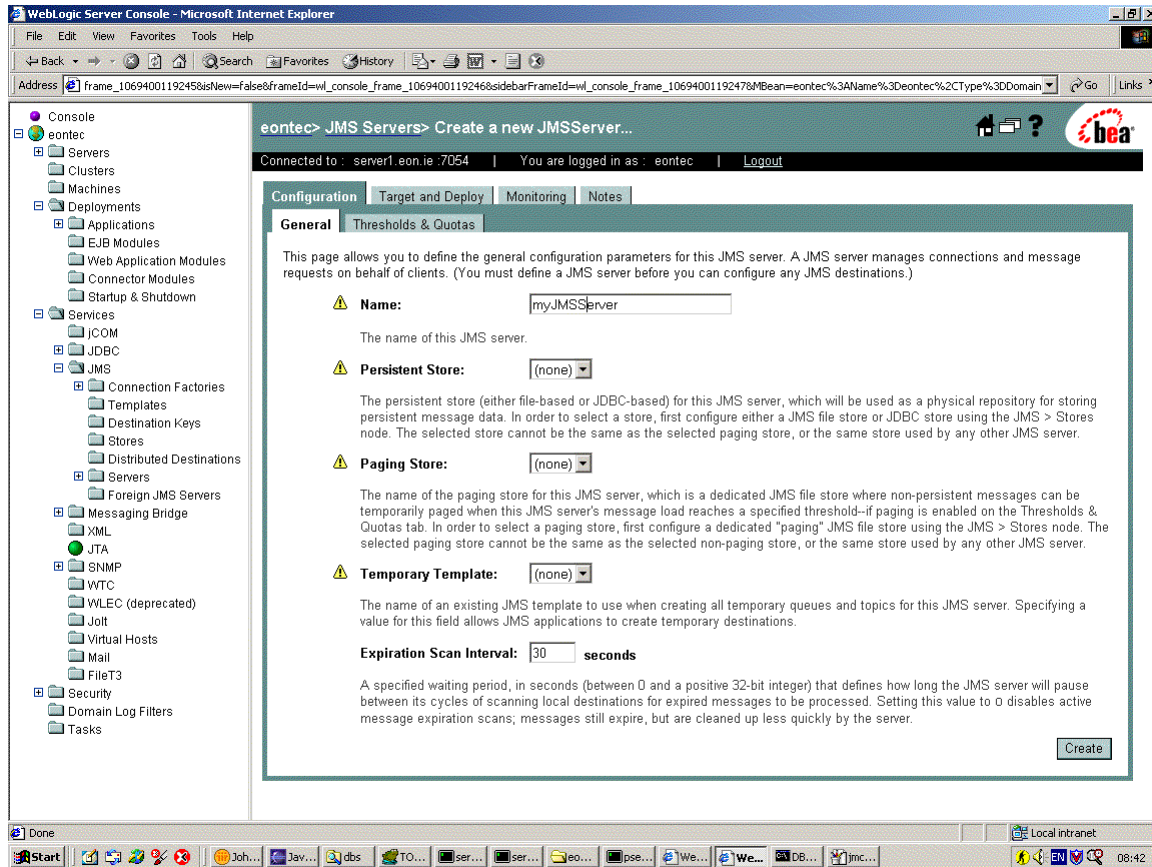 WebLogic Server Console - Microsoft Internet Explorer
File Edit View Favorites Tools Help
Back Search Favorites History
Address frame_1069400119245&isNew=false&frameId=wl_console_frame_1069400119246&sidebarFrameId=wl_console_frame_1069400119247&MBean=eontec%3AName%3Deontec%2CType%3DDomain Go Links
Console
eontec
Servers
Clusters
Machines
Deployments
Applications
EJB Modules
Web Application Modules
Connector Modules
Startup & Shutdown
Services
jCOM
JDBC
JMS
Connection Factories
Templates
Destination Keys
Stores
Distributed Destinations
Servers
Foreign JMS Servers
Messaging Bridge
XML
JTA
SNMP
WTC
WLEC (deprecated)
Jolt
Virtual Hosts
Mail
FileT3
Security
Domain Log Filters
Tasks
eontec> JMS Servers> Create a new JMSServer...
? bea
Connected to : server1.eon.ie :7054 | You are logged in as : eontec | Logout
Configuration Target and Deploy Monitoring Notes
General Thresholds & Quotas
This page allows you to define the general configuration parameters for this JMS server. A JMS server manages connections and message
requests on behalf of clients. (You must define a JMS server before you can configure any JMS destinations.)
Name: myJMSServer
The name of this JMS server.
Persistent Store: (none)
The persistent store (either file-based or JDBC-based) for this JMS server, which will be used as a physical repository for storing
persistent message data. In order to select a store, first configure either a JMS file store or JDBC store using the JMS > Stores
node. The selected store cannot be the same as the selected paging store, or the same store used by any other JMS server.
Paging Store: (none)
The name of the paging store for this JMS server, which is a dedicated JMS file store where non-persistent messages can be
temporarily paged when this JMS server's message load reaches a specified threshold--if paging is enabled on the Thresholds &
Quotas tab. In order to select a paging store, first configure a dedicated "paging" JMS file store using the JMS > Stores node. The
selected paging store cannot be the same as the selected non-paging store, or the same store used by any other JMS server.
Temporary Template: (none)
The name of an existing JMS template to use when creating all temporary queues and topics for this JMS server. Specifying a
value for this field allows JMS applications to create temporary destinations.
Expiration Scan Interval: 30 seconds
A specified waiting period, in seconds (between 0 and a positive 32-bit integer) that defines how long the JMS server will pause
between its cycles of scanning local destinations for expired messages to be processed. Setting this value to 0 disables active
message expiration scans; messages still expire, but are cleaned up less quickly by the server.
Create
Done Local intranet
Start Joh... Jav... dbs TO... ser... ser... eo... pse... We... We... DB... jmc... EN 08:42